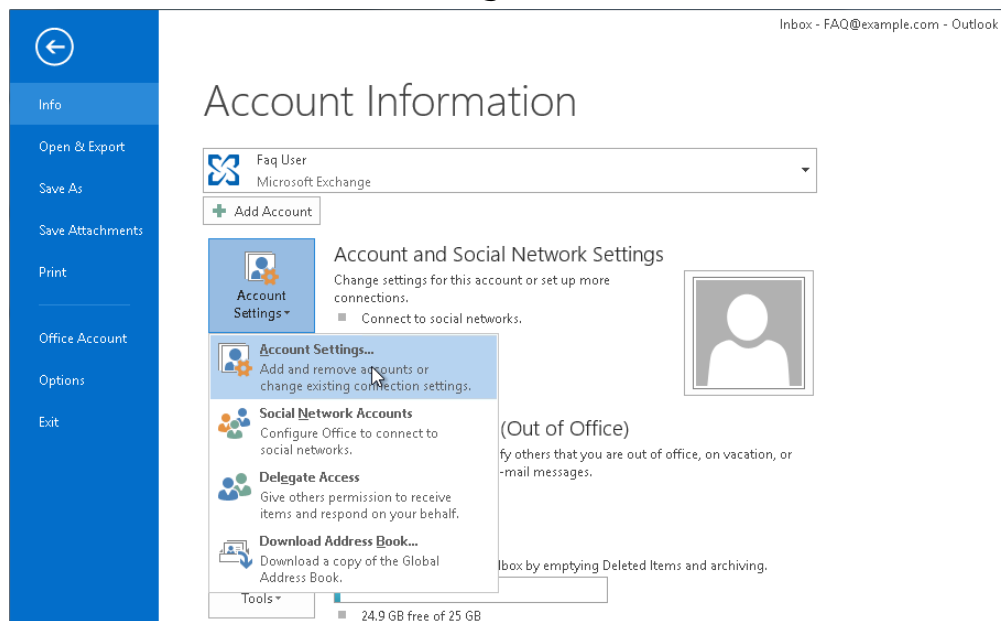 Inbox - FAQ@example.com - Outlook
Info
Open & Export
Save As
Save Attachments
Print
Office Account
Options
Exit
Account Information
Faq User
Microsoft Exchange
Add Account
Account
Settings
Account and Social Network Settings
Change settings for this account or set up more
connections.
Connect to social networks.
Account Settings...
Add and remove accounts or
change existing connection settings.
Social Network Accounts
Configure Office to connect to
social networks.
Delegate Access
Give others permission to receive
items and respond on your behalf.
Download Address Book...
Download a copy of the Global
Address Book.
(Out of Office)
fy others that you are out of office, on vacation, or
-mail messages.
lbox by emptying Deleted Items and archiving.
Tools
24.9 GB free of 25 GB